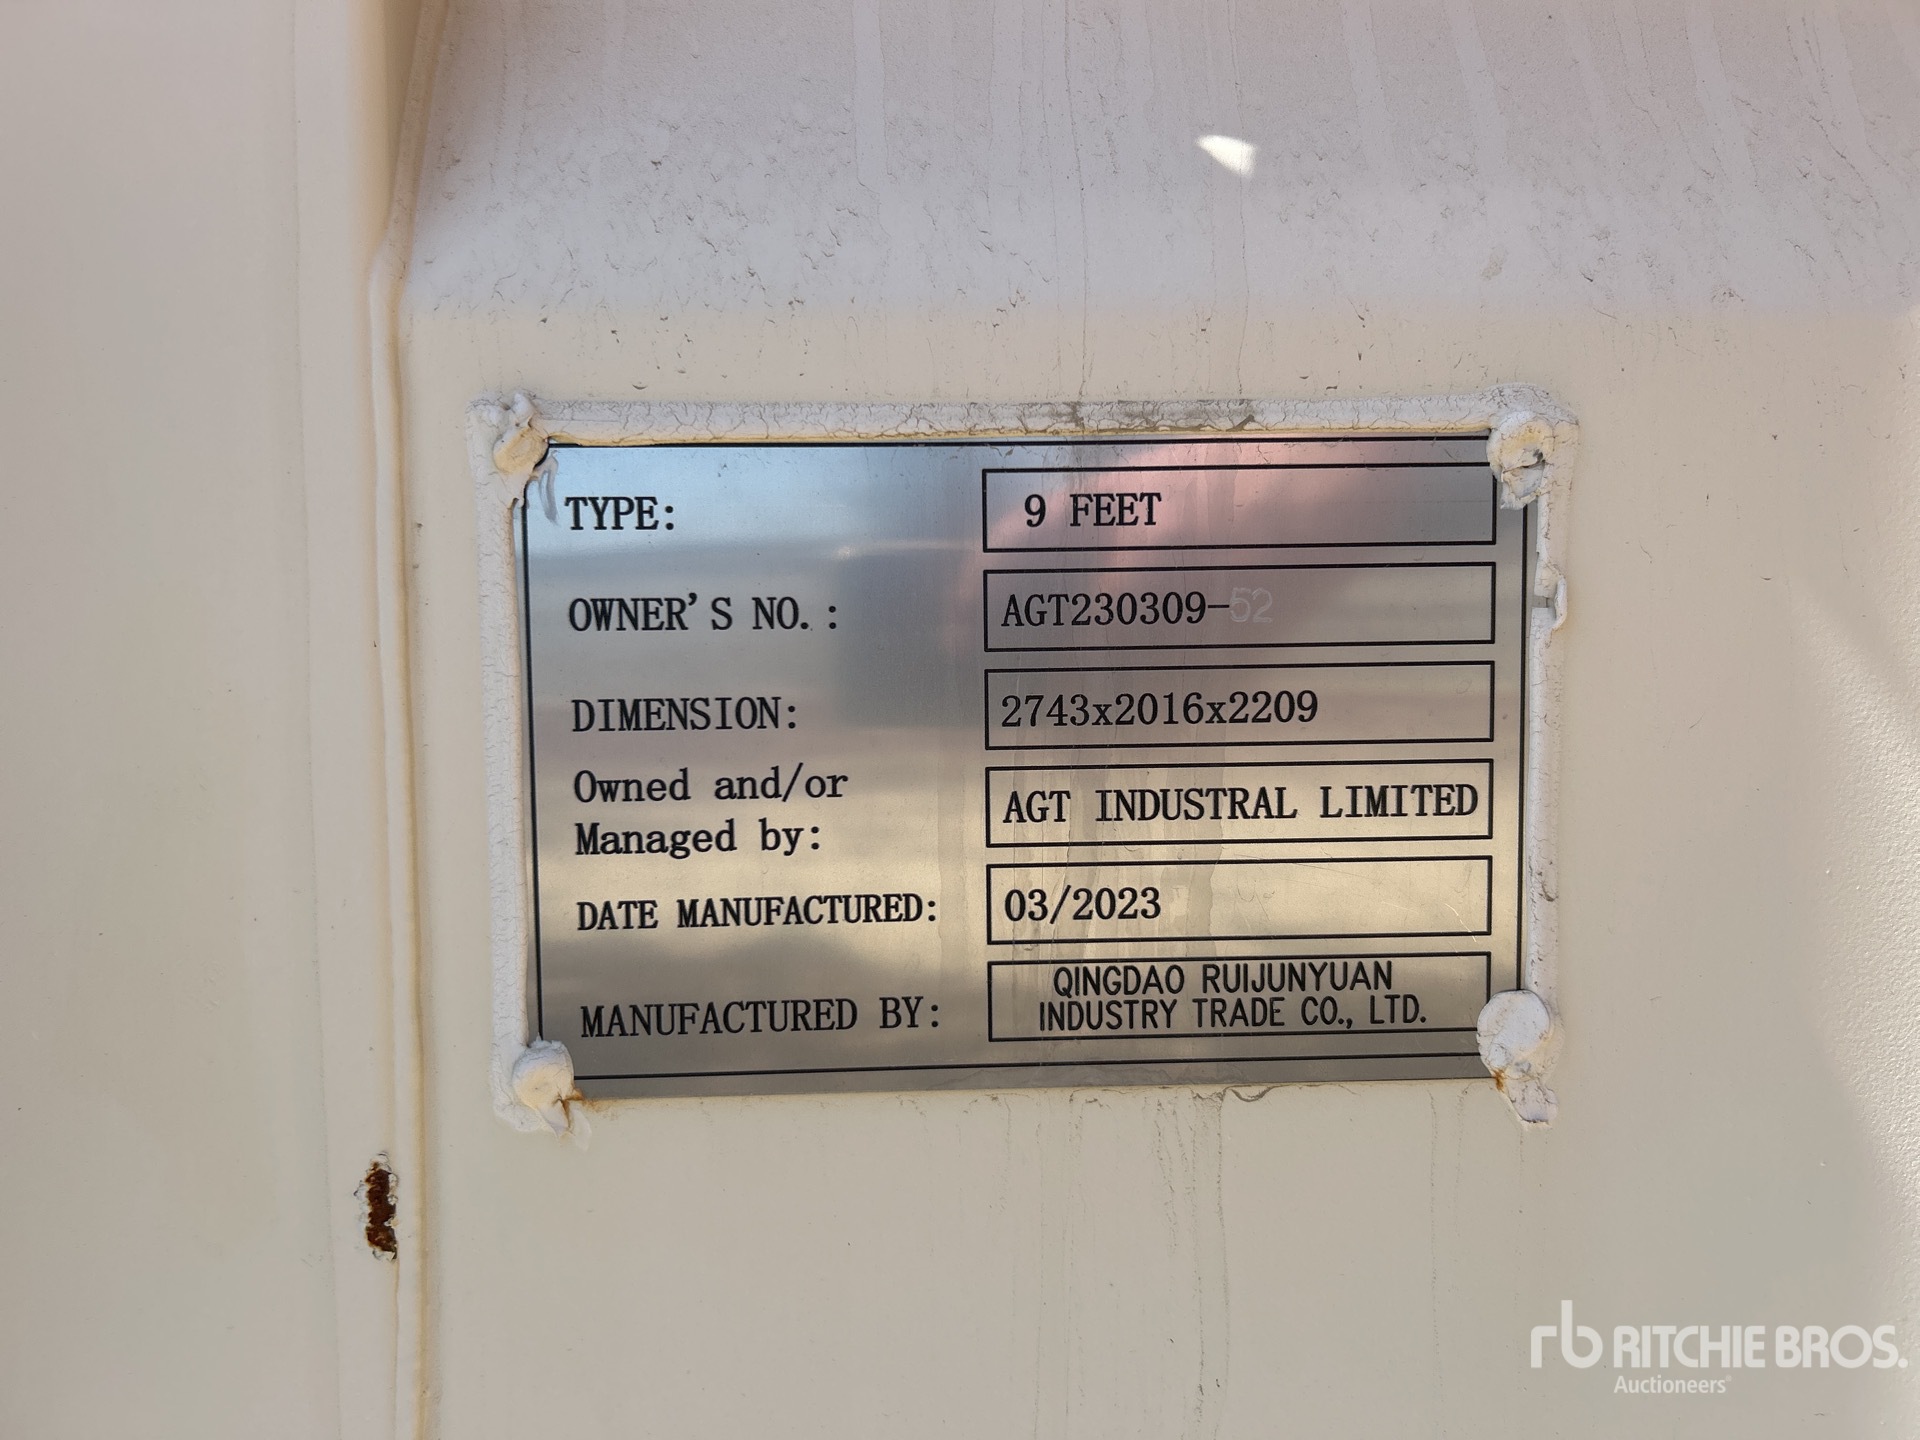 TYPE: 9 FEET
OWNER'S NO.: AGT230309-52
DIMENSION: 2743x2016x2209
Owned and/or
Managed by: AGT INDUSTRAL LIMITED
DATE MANUFACTURED: 03/2023
MANUFACTURED BY: QINGDAO RUIJUNYUAN
INDUSTRY TRADE CO., LTD.
rb RITCHIE BROS.
Auctioneers